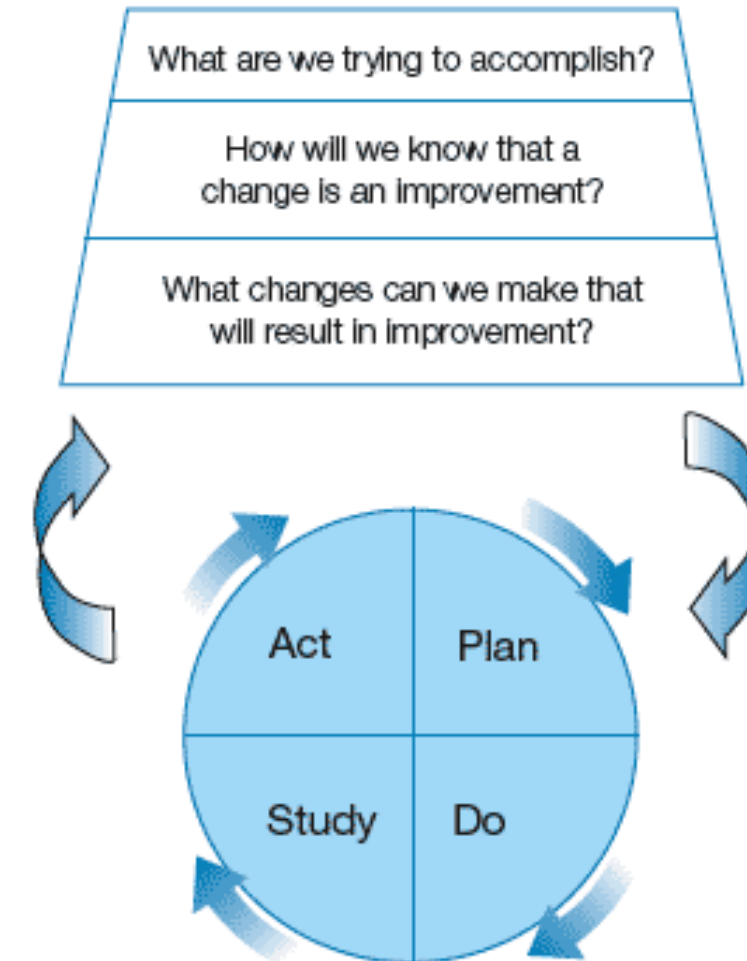 What are we trying to accomplish?
How will we know that a
change is an improvement?
What changes can we make that
will result in improvement?
Act
Plan
Study
Do